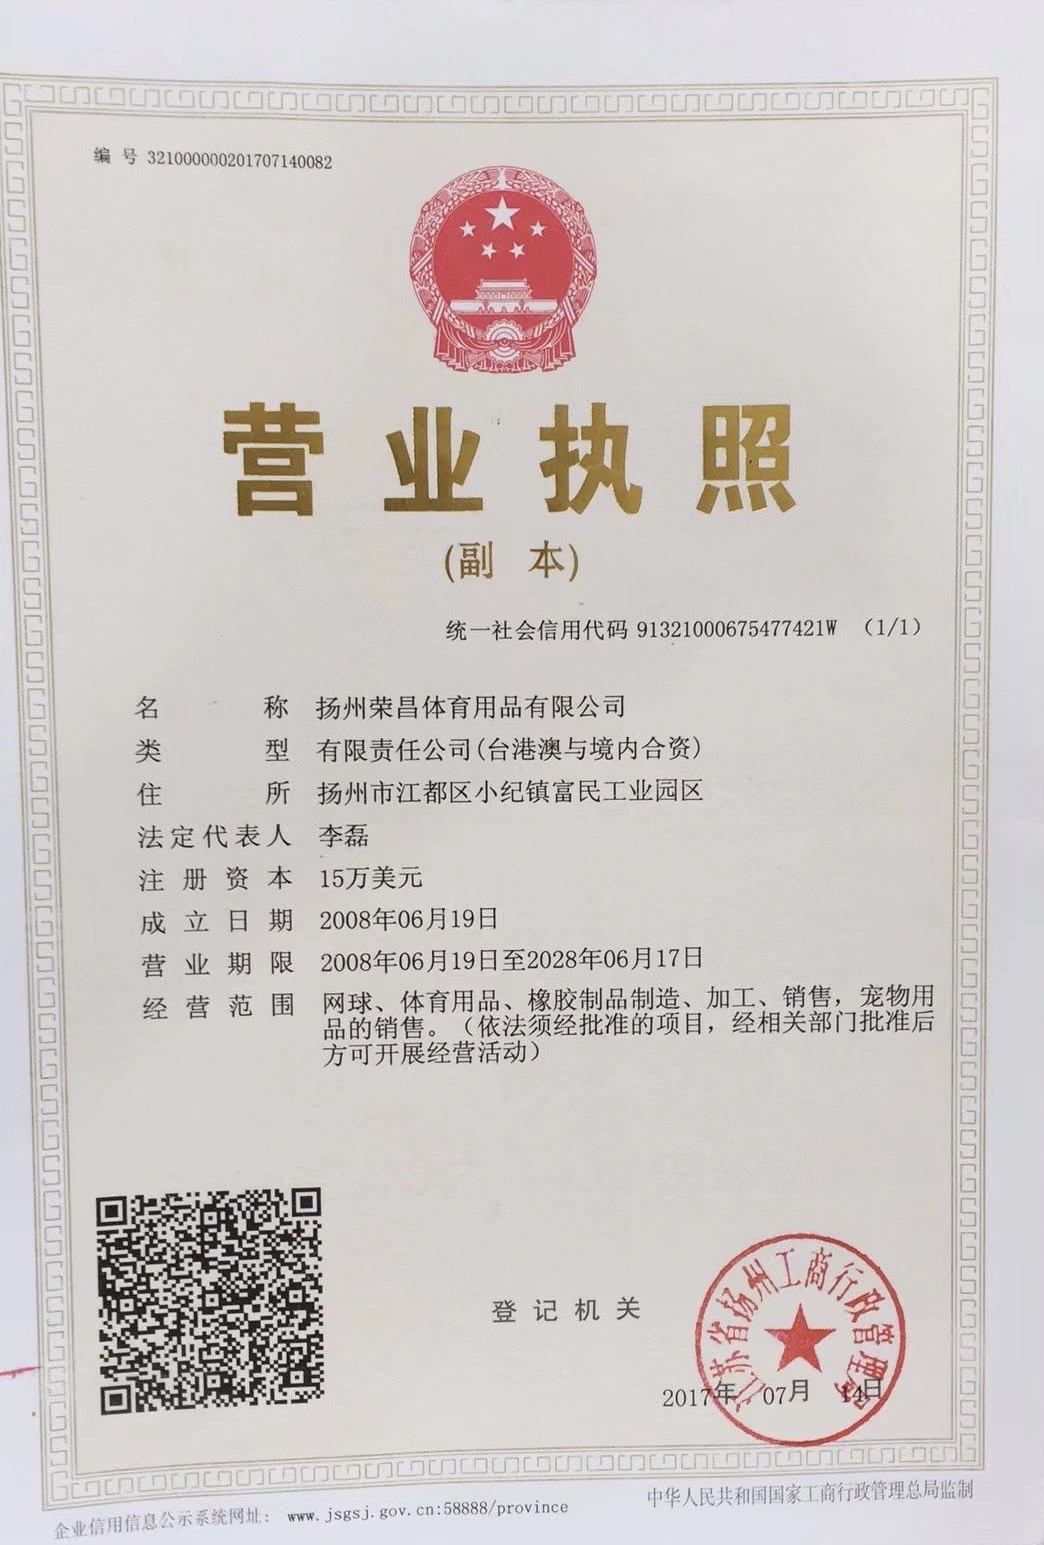 编 号 321000000201707140082
营业执照
(副 本)
统一社会信用代码 91321000675477421W （1/1）
名 称 扬州荣昌体育用品有限公司
类 型 有限责任公司(台港澳与境内合资)
住 所 扬州市江都区小纪镇富民工业园区
法定代表人 李磊
注 册 资 本 15万美元
成 立 日 期 2008年06月19日
营 业 期 限 2008年06月19日至2028年06月17日
经 营 范 围 网球、体育用品、橡胶制品制造、加工、销售，宠物用
品的销售。（依法须经批准的项目，经相关部门批准后
方可开展经营活动）
江苏省扬州工商行政管理局
登 记 机 关
2017年 07月 14日
企业信用信息公示系统网址： www.jsgsj.gov.cn:58888/province
中华人民共和国国家工商行政管理总局监制